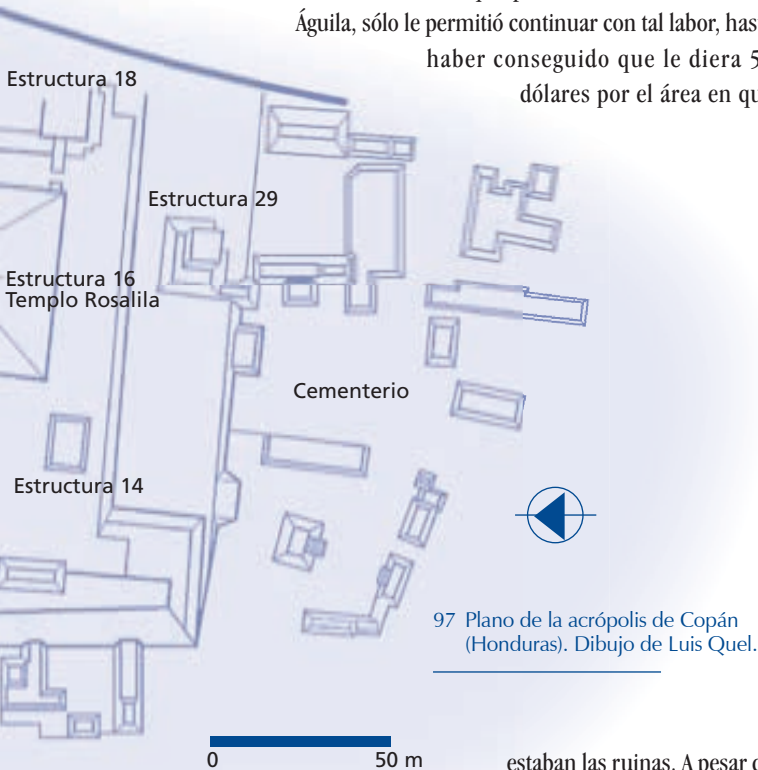 Águila, sólo le permitió continuar con tal labor, has
haber conseguido que le diera 5
dólares por el área en qu
Estructura 18
Estructura 29
Estructura 16
Templo Rosalila
Cementerio
Estructura 14
97 Plano de la acrópolis de Copán
(Honduras). Dibujo de Luis Quel.
0 50 m
estaban las ruinas. A pesar